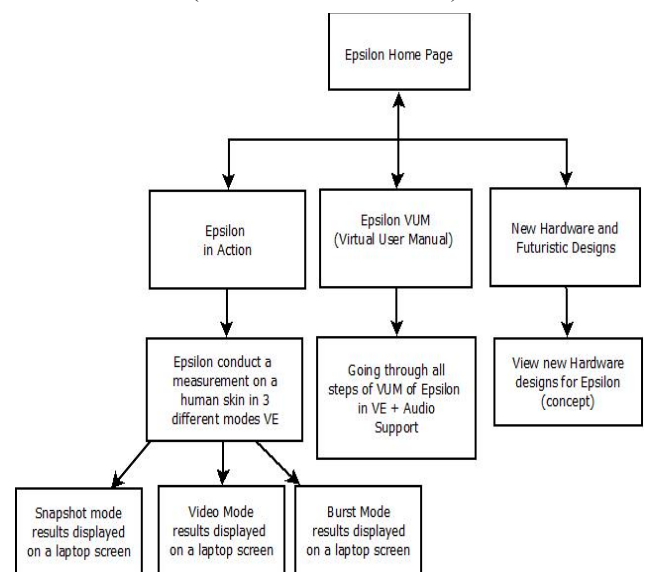 Epsilon Home Page
Epsilon
in Action
Epsilon VUM
(Virtual User Manual)
New Hardware and
Futuristic Designs
Epsilon conduct a
measurement on a
human skin in 3
different modes VE
Going through all
steps of VUM of Epsilon
in VE + Audio
Support
View new Hardware
designs for Epsilon
(concept)
Snapshot mode
results displayed
on a laptop screen
Video Mode
results displayed
on a laptop screen
Burst Mode
results displayed
on a laptop screen